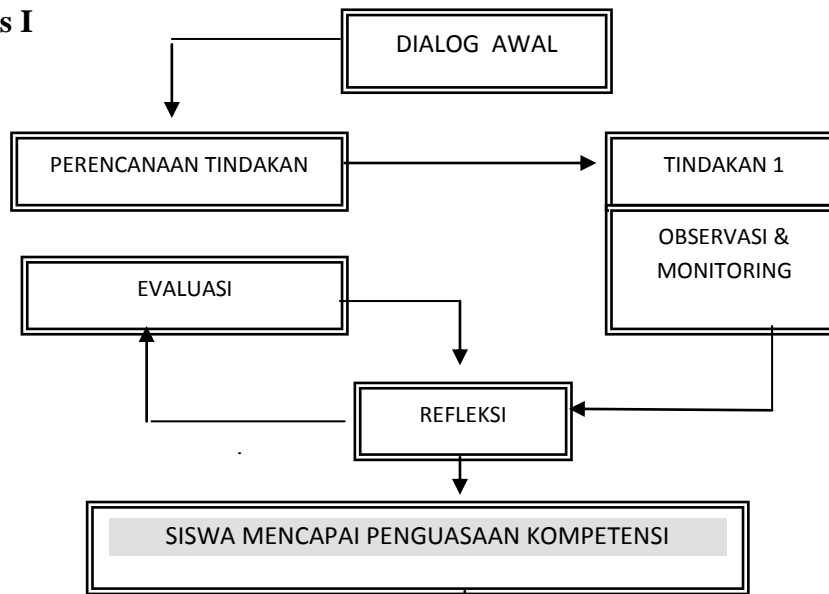 s I
DIALOG AWAL
PERENCANAAN TINDAKAN
TINDAKAN 1
OBSERVASI &
MONITORING
EVALUASI
REFLEKSI
SISWA MENCAPAI PENGUASAAN KOMPETENSI